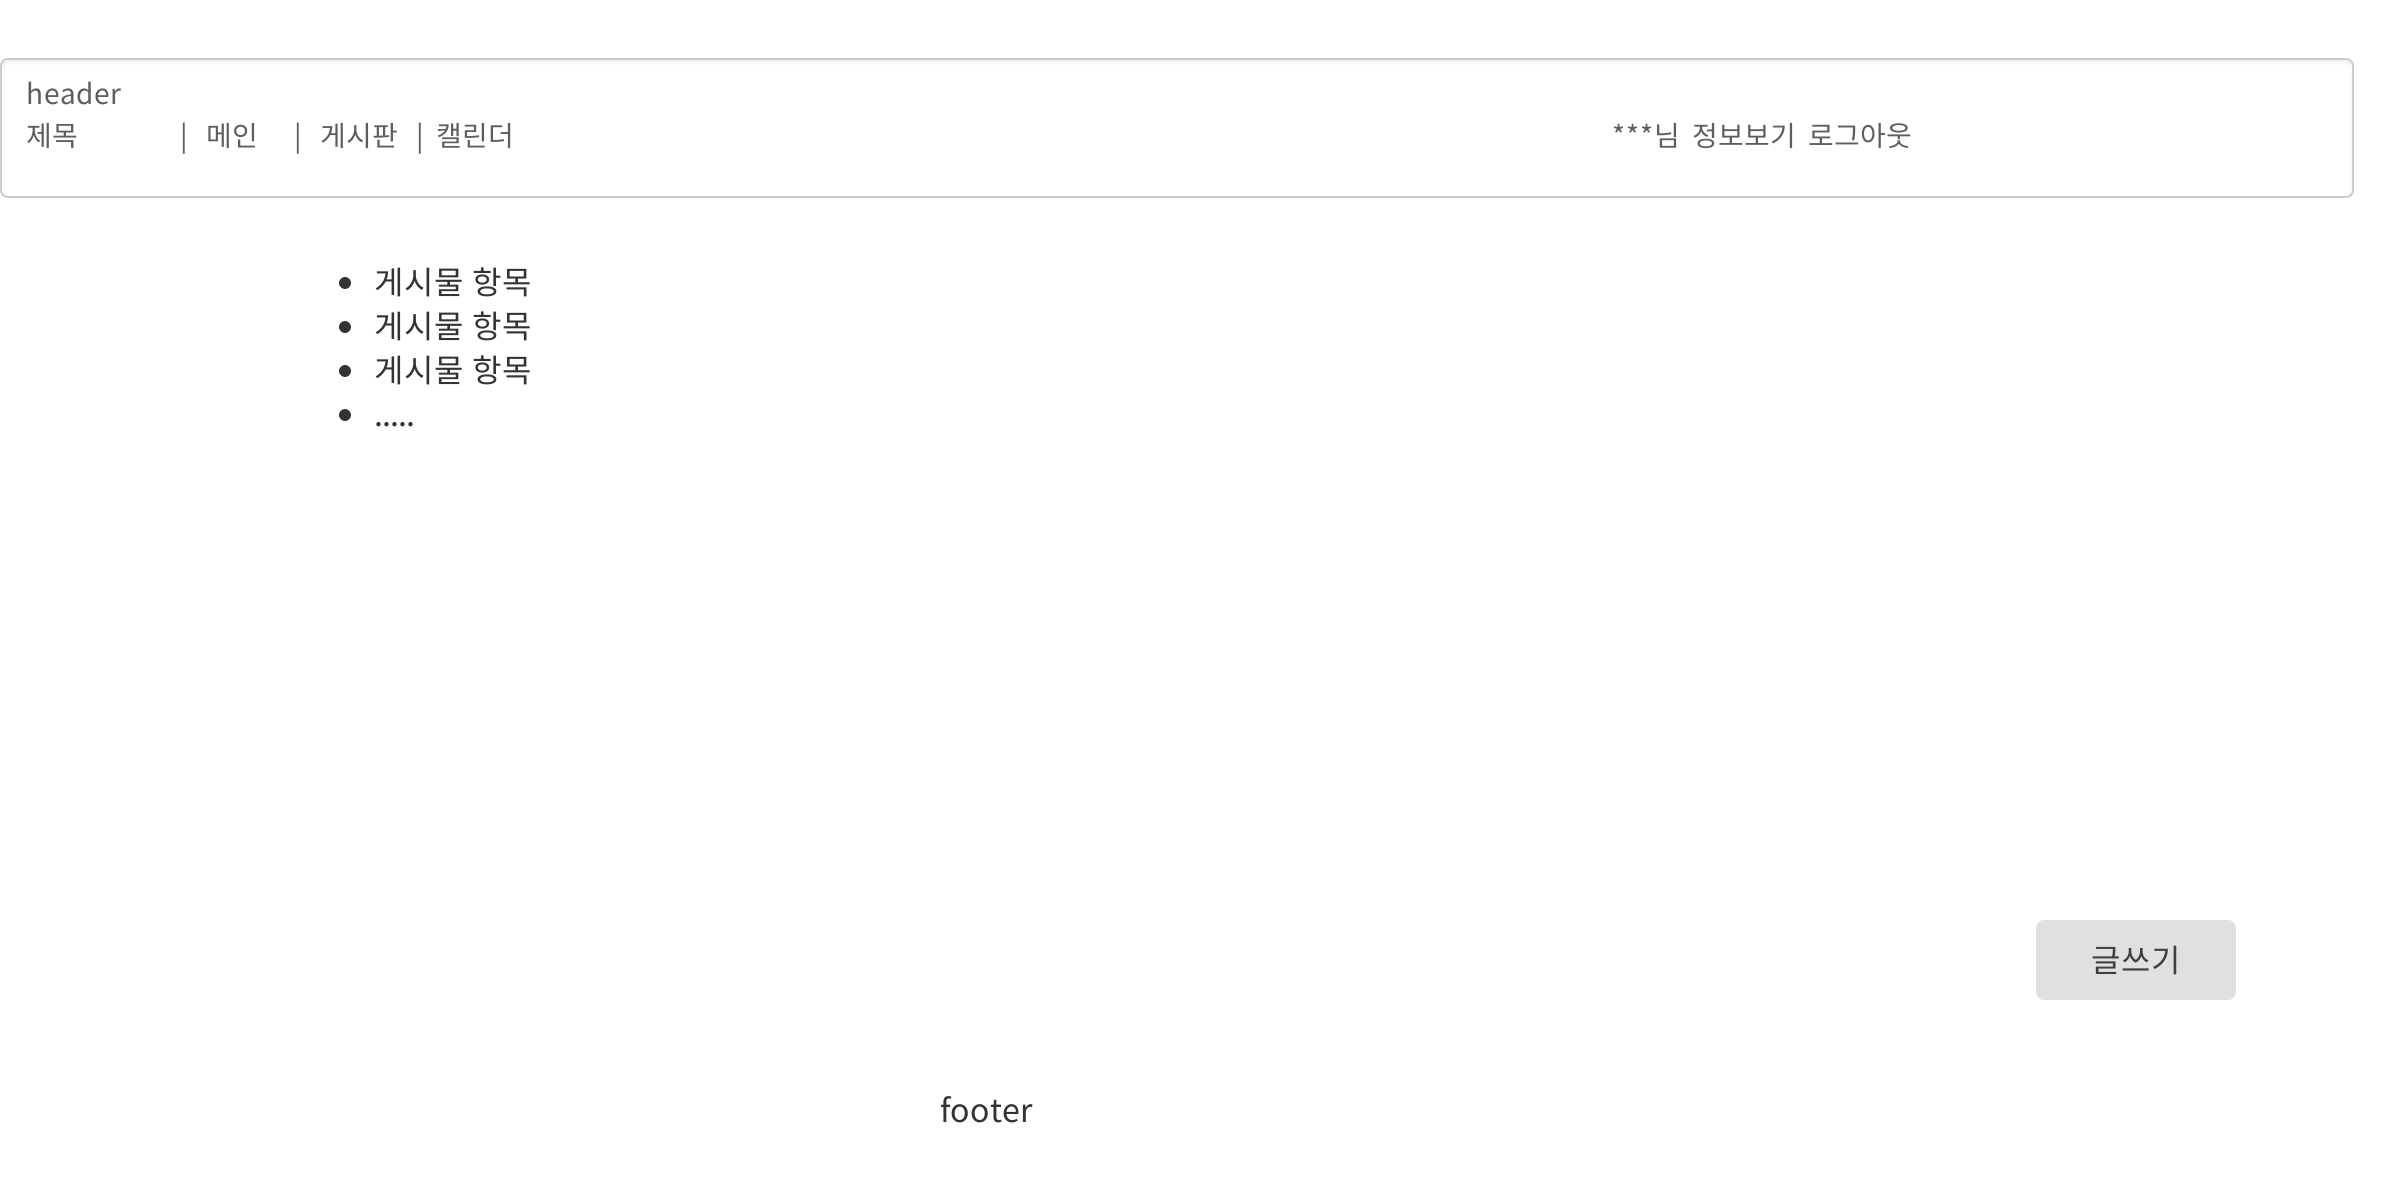 header
제목 | 메인 | 게시판 | 캘린더 ***님 정보보기 로그아웃
게시물 항목
게시물 항목
게시물 항목
.....
글쓰기
footer